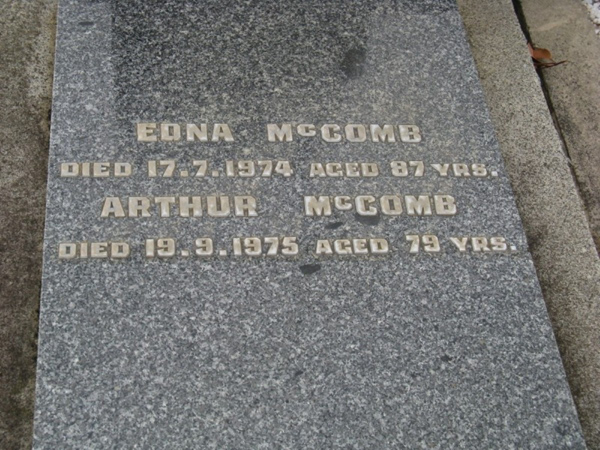 EDNA McCOMB
DIED 17.7.1974 AGED 87 YRS.
ARTHUR McCOMB
DIED 19.9.1975 AGED 79 YRS.